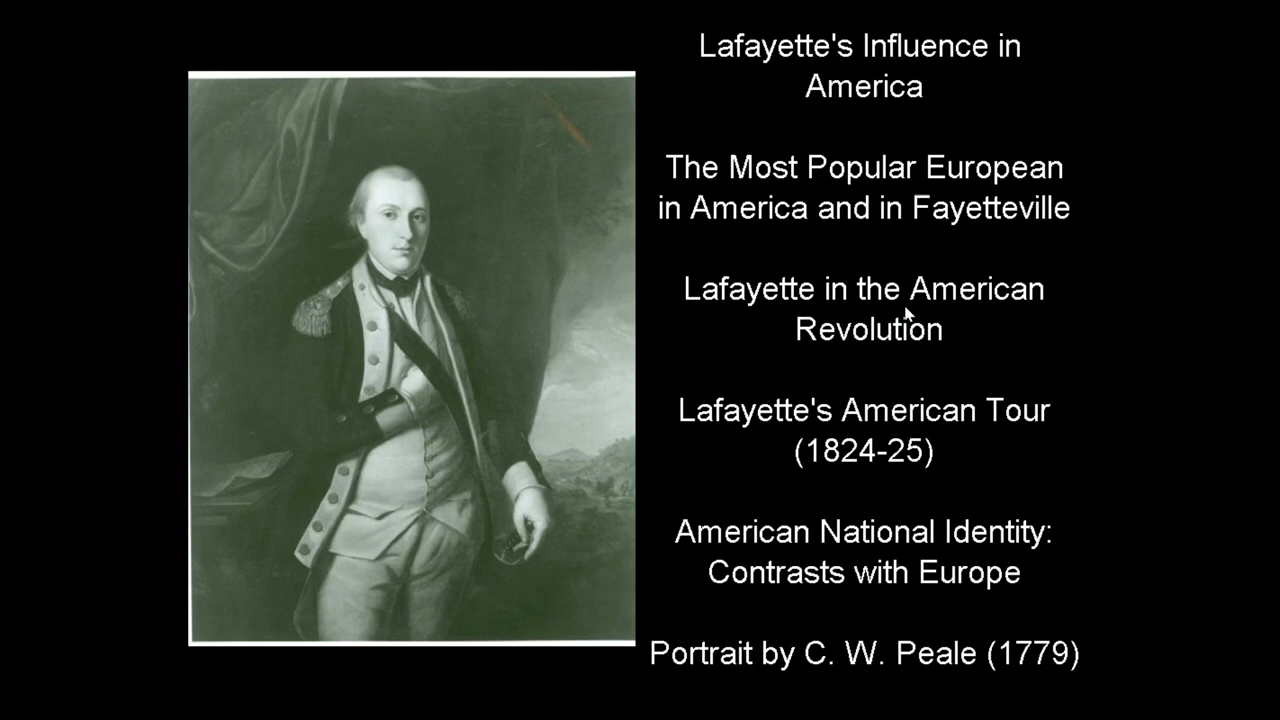 Lafayette's Influence in
America
The Most Popular European
in America and in Fayetteville
Lafayette in the American
Revolution
Lafayette's American Tour
(1824-25)
American National Identity:
Contrasts with Europe
Portrait by C. W. Peale (1779)